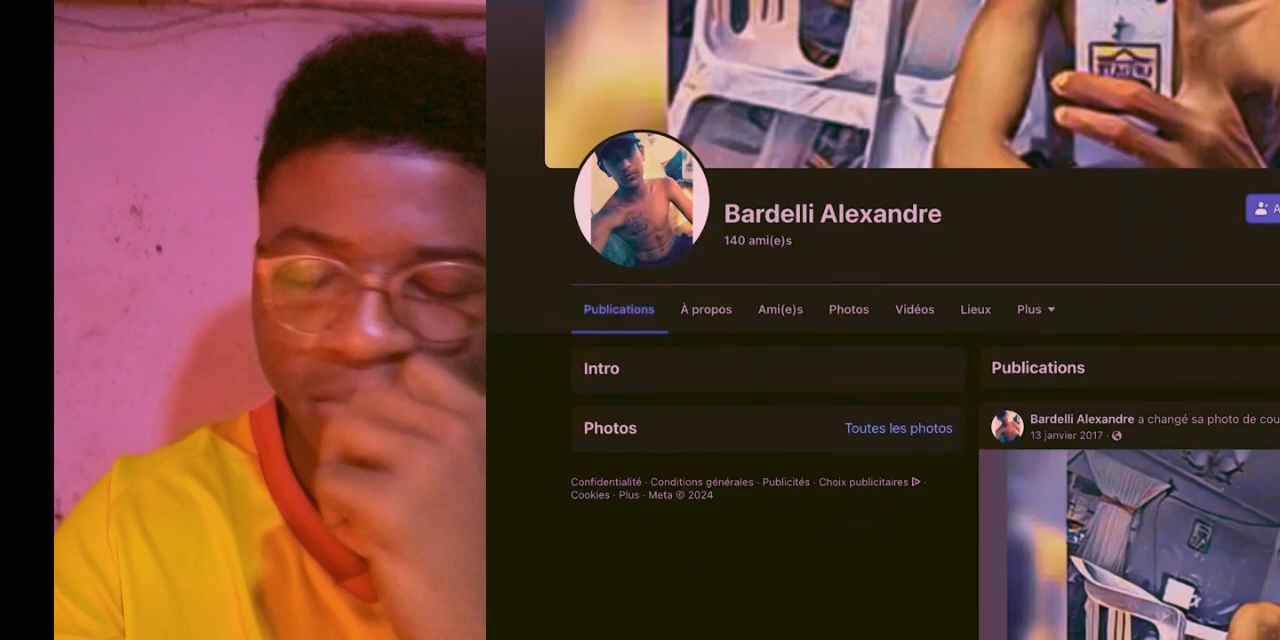 Bardelli Alexandre
140 ami(e)s
Publications À propos Ami(e)s Photos Vidéos Lieux Plus
Intro
Photos Toutes les photos
Confidentialité · Conditions générales · Publicités · Choix publicitaires ·
Cookies · Plus · Meta © 2024
Publications
Bardelli Alexandre a changé sa photo de cou
13 janvier 2017 ·